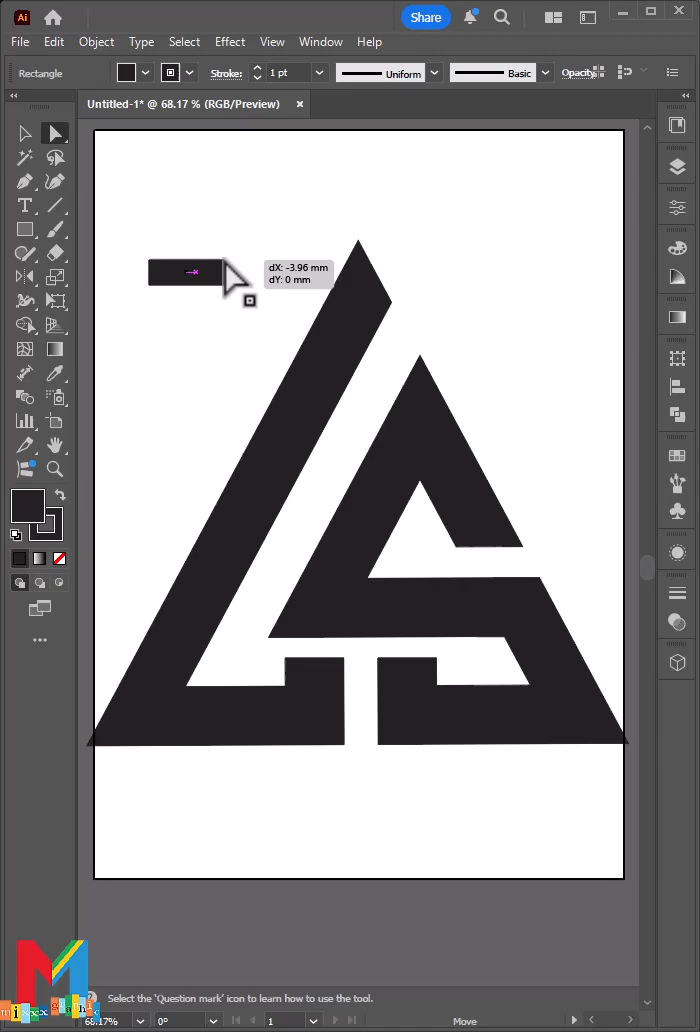 Ai
Share
File Edit Object Type Select Effect View Window Help
Rectangle
Stroke: 1 pt Uniform Basic Opacity
Untitled-1* @ 68.17 % (RGB/Preview) ×
dX: -3.96 mm
dY: 0 mm
Select the 'Question mark' icon to learn how to use the tool.
68.17% 0° 1 Move
M